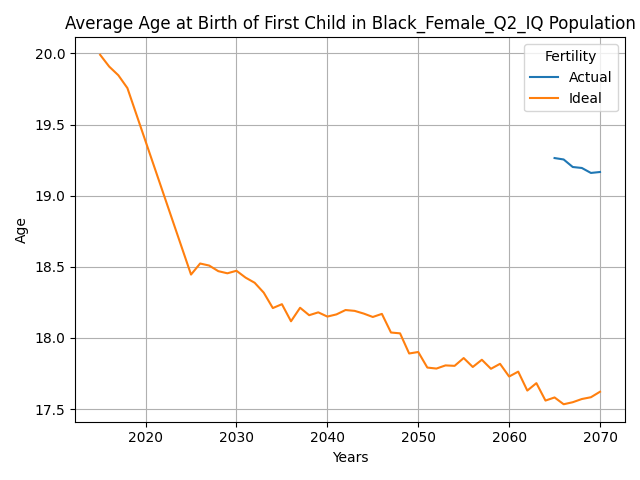 Average Age at Birth of First Child in Black_Female_Q2_IQ Population
Fertility
Actual
Ideal
20.0
19.5
19.0
18.5
18.0
17.5
Age
2020 2030 2040 2050 2060 2070
Years